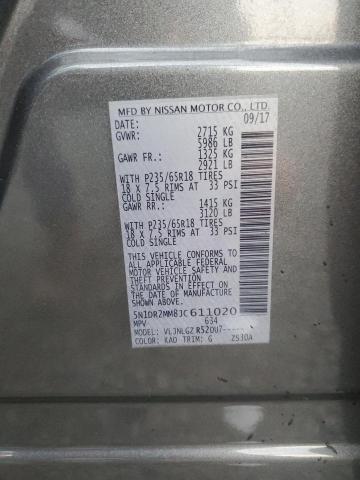 MFD BY NISSAN MOTOR CO., LTD.
DATE: 09/17
GVWR: 2715 KG
5986 LB
GAWR FR.: 1325 KG
2921 LB
WITH P235/65R18 TIRES
18 X 7.5 RIMS AT 33 PSI
COLD SINGLE
GAWR RR.: 1415 KG
3120 LB
WITH P235/65R18 TIRES
18 X 7.5 RIMS AT 33 PSI
COLD SINGLE
THIS VEHICLE CONFORMS TO
ALL APPLICABLE FEDERAL
MOTOR VEHICLE SAFETY
STANDARDS IN EFFECT ON
THE DATE OF
MANUFACTURE SHOWN
ABOVE.
5N1DR2MM8JC611020
MPV 634
MODEL: VLJNLGZ R52DU7-----
COLOR: KAD TRIM: G ZS30A